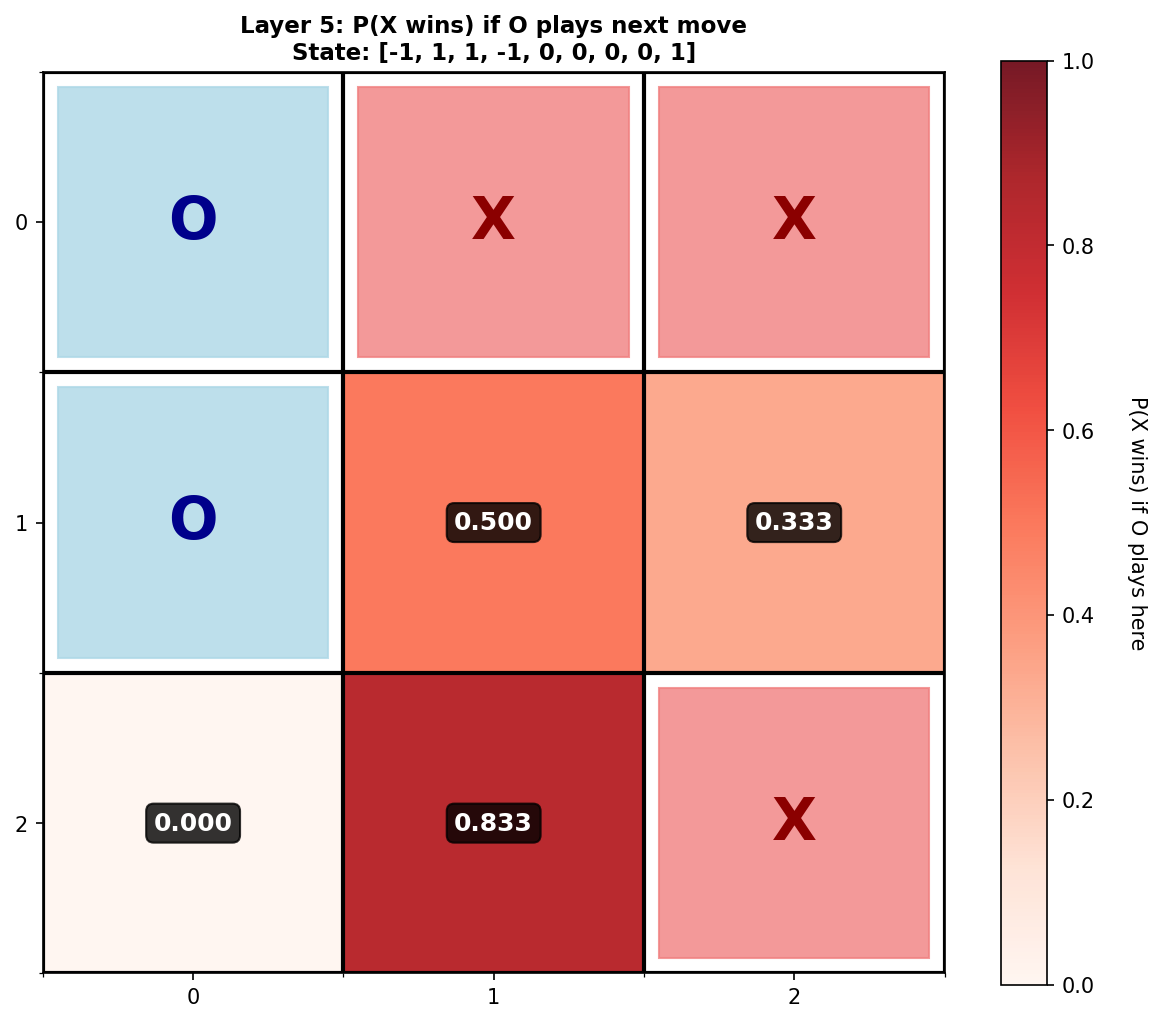 Layer 5: P(X wins) if O plays next move
State: [-1, 1, 1, -1, 0, 0, 0, 0, 1]
0
O
X
X
1
O
0.500
0.333
2
0.000
0.833
X
0
1
2
1.0
0.8
0.6
0.4
0.2
0.0
P(X wins) if O plays here